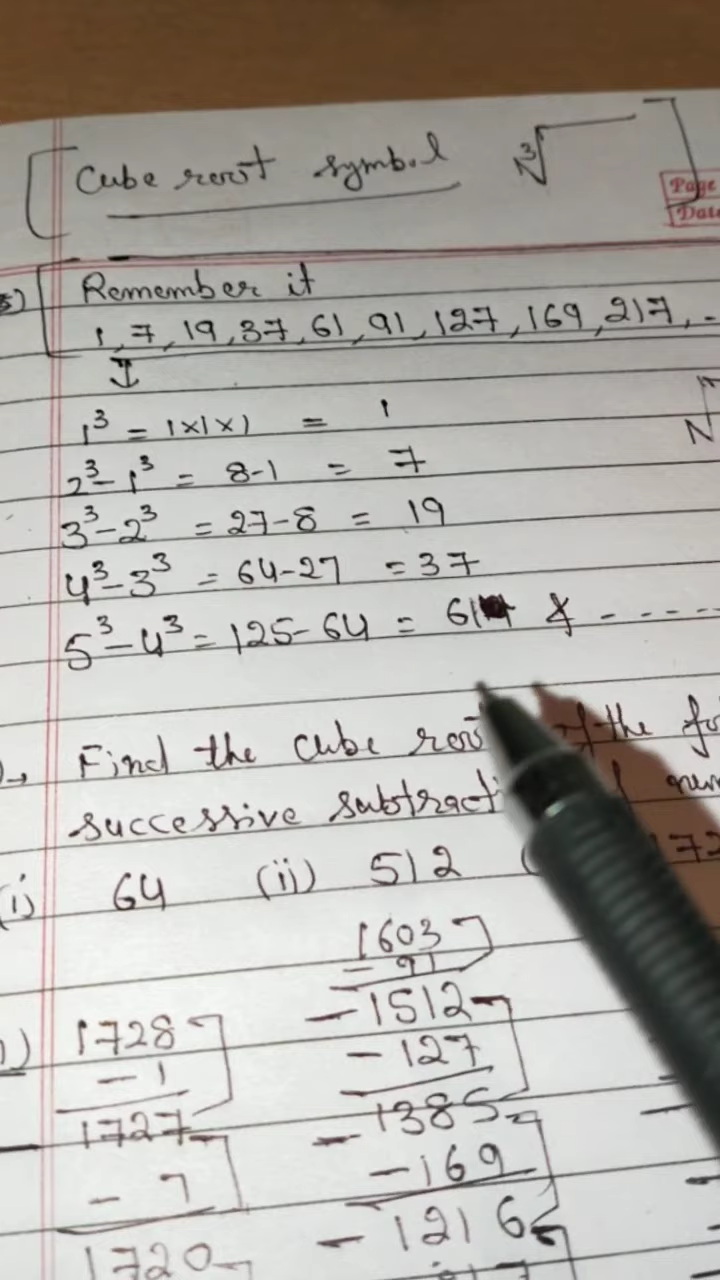 [Cube root symbol ∛ ]
Page
Date
Remember it
1, 7, 19, 37, 61, 91, 127, 169, 217, -
1³ = 1×1×1 = 1
2³-1³ = 8-1 = 7
3³-2³ = 27-8 = 19
4³-3³ = 64-27 = 37
5³-4³ = 125-64 = 61 & -----
Find the cube of the
successive
(i) 64 (ii) 512
1728
- 1
1727
- 7
1720
1603
- 91
- 1512
- 127
- 1385
- 169
- 1216